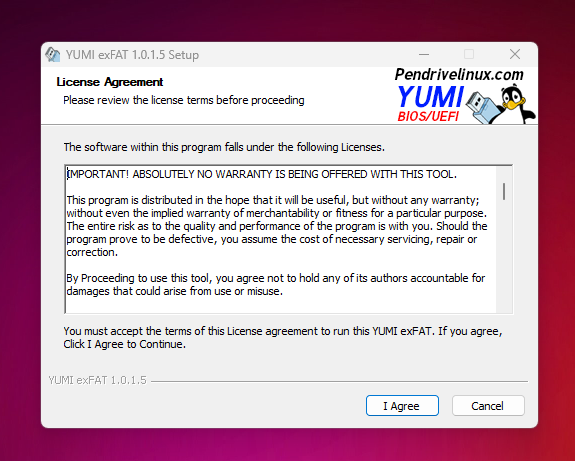 YUMI exFAT 1.0.1.5 Setup
License Agreement
Please review the license terms before proceeding
Pendrivelinux.com
YUMI
BIOS/UEFI
The software within this program falls under the following Licenses.
IMPORTANT! ABSOLUTELY NO WARRANTY IS BEING OFFERED WITH THIS TOOL.
This program is distributed in the hope that it will be useful, but without any warranty;
without even the implied warranty of merchantability or fitness for a particular purpose.
The entire risk as to the quality and performance of the program is with you. Should the
program prove to be defective, you assume the cost of necessary servicing, repair or
correction.
By Proceeding to use this tool, you agree not to hold any of its authors accountable for
damages that could arise from use or misuse.
You must accept the terms of this License agreement to run this YUMI exFAT. If you agree,
Click I Agree to Continue.
YUMI exFAT 1.0.1.5
I Agree
Cancel